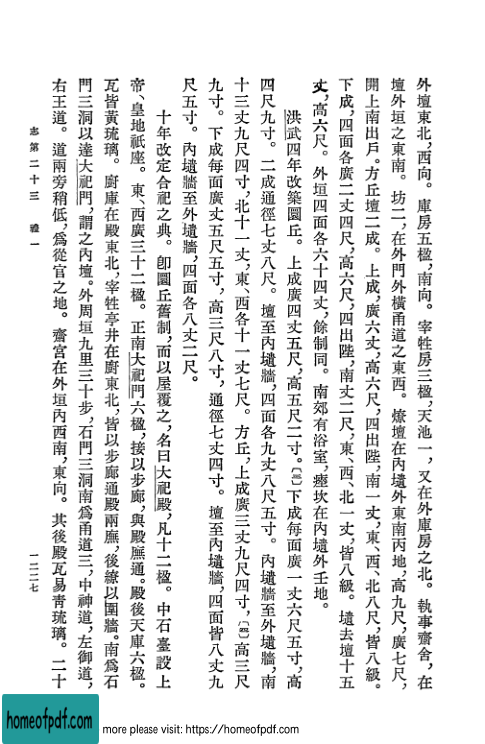 外壇東北，西向。庫房五楹，南向。宰牲房三楹，天池一，又在外庫房之北。執事齋舍，在
壇外垣之東南。坊二，在外門外橫甬道之東西。燎壇在內壝外東南丙地，高九尺，廣七尺，
開上南出戶。方丘壇二成。上成，廣六丈，高六尺，四出陛，南一丈，東、西、北八尺，皆八級。
下成，四面各廣二丈四尺，高六尺，四出陛，南丈二尺，東、西、北一丈，皆八級。壝去壇十五
丈，高六尺。外垣四面各六十四丈，餘制同。南郊有浴室，瘞坎在內壝外壬地。
洪武四年改築圜丘。上成廣四丈五尺，高五尺二寸。下成每面廣一丈六尺五寸，高
四尺九寸。二成通徑七丈八尺。壇至內壝牆，四面各九丈八尺五寸。內壝牆至外壝牆，南
十三丈九尺四寸，北十一丈，東、西各十一丈七尺。方丘，上成廣三丈九尺四寸，高三尺
九寸。下成每面廣丈五尺五寸，高三尺八寸，通徑七丈四寸。壇至內壝牆，四面皆八丈九
尺五寸。內壝牆至外壝牆，四面各八丈二尺。
十年改定合祀之典。卽圜丘舊制，而以屋覆之，名曰大祀殿，凡十二楹。中石臺設上
帝、皇地祇座。東、西廣三十二楹。正南大祀門六楹，接以步廊，與殿廡通。殿後天庫六楹。
瓦皆黃琉璃。廚庫在殿東北，宰牲亭井在廚東北，皆以步廊通殿兩廡，後繚以圍牆。南爲石
門三洞以達大祀門，謂之內壇。外周垣九里三十步，石門三洞南爲甬道三，中神道，左御道，
右王道。道兩旁稍低，爲從官之地。齋宮在外垣內西南，東向。其後殿瓦易青琉璃。二十
志第二十三 禮一
一二二七
homeofpdf.com
more please visit: https://homeofpdf.com